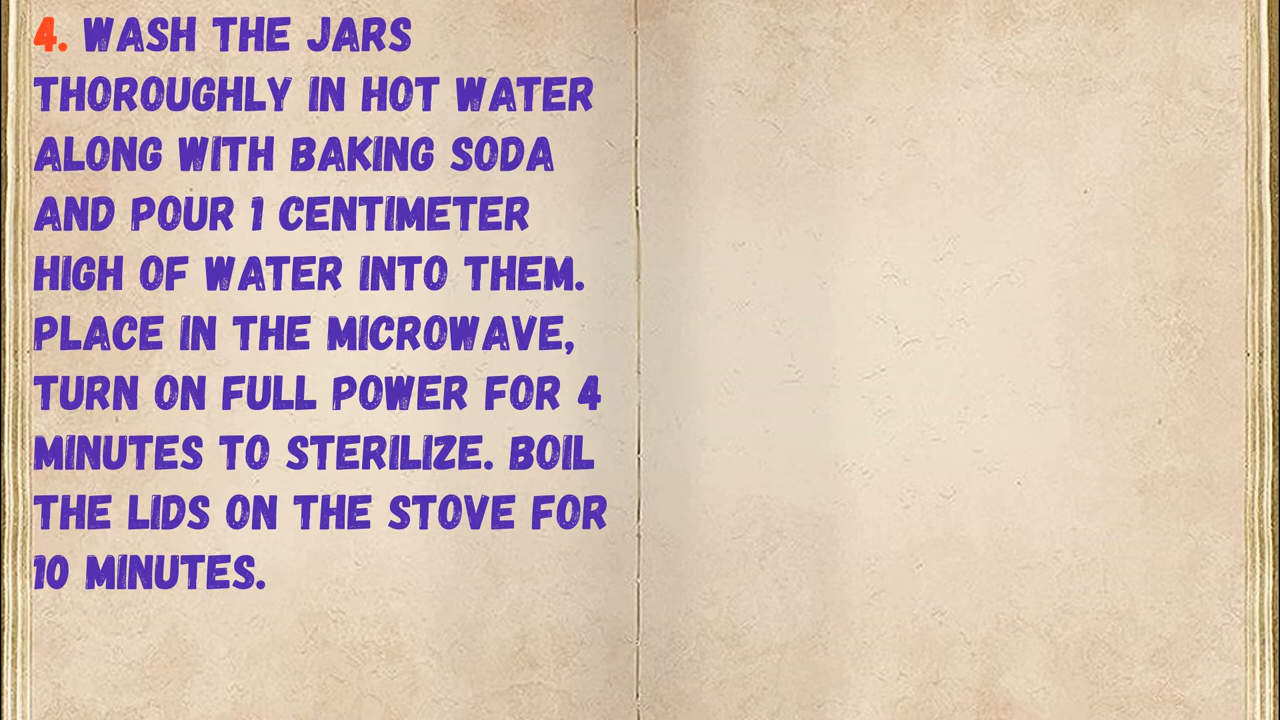 4. WASH THE JARS
THOROUGHLY IN HOT WATER
ALONG WITH BAKING SODA
AND POUR 1 CENTIMETER
HIGH OF WATER INTO THEM.
PLACE IN THE MICROWAVE,
TURN ON FULL POWER FOR 4
MINUTES TO STERILIZE. BOIL
THE LIDS ON THE STOVE FOR
10 MINUTES.